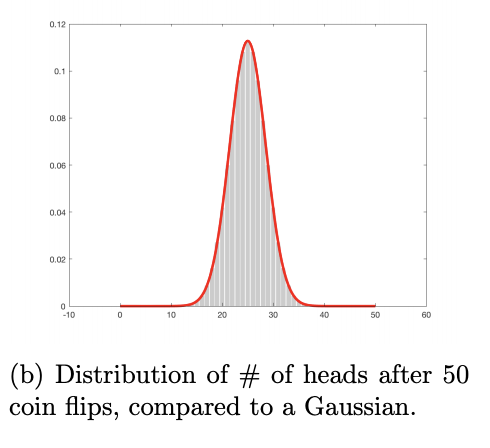 0.12
0.1
0.08
0.06
0.04
0.02
0
-10 0 10 20 30 40 50 60
(b) Distribution of # of heads after 50
coin flips, compared to a Gaussian.